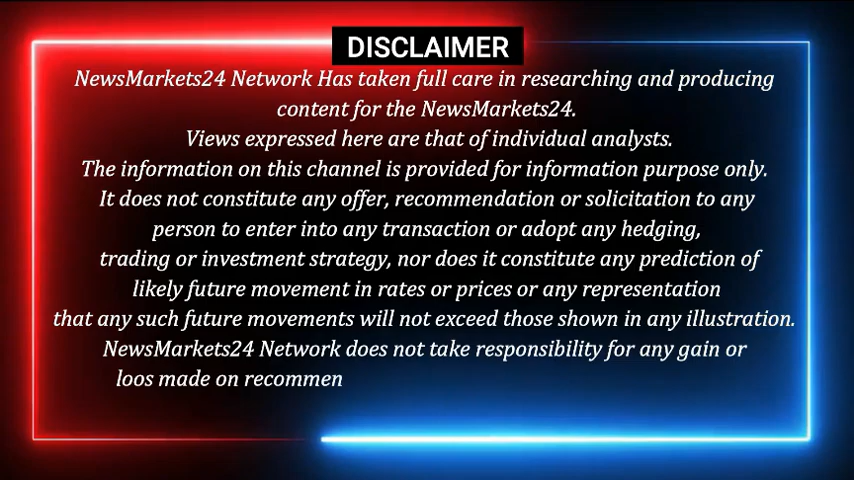 DISCLAIMER
NewsMarkets24 Network Has taken full care in researching and producing
content for the NewsMarkets24.
Views expressed here are that of individual analysts.
The information on this channel is provided for information purpose only.
It does not constitute any offer, recommendation or solicitation to any
person to enter into any transaction or adopt any hedging,
trading or investment strategy, nor does it constitute any prediction of
likely future movement in rates or prices or any representation
that any such future movements will not exceed those shown in any illustration.
NewsMarkets24 Network does not take responsibility for any gain or
loos made on recommen